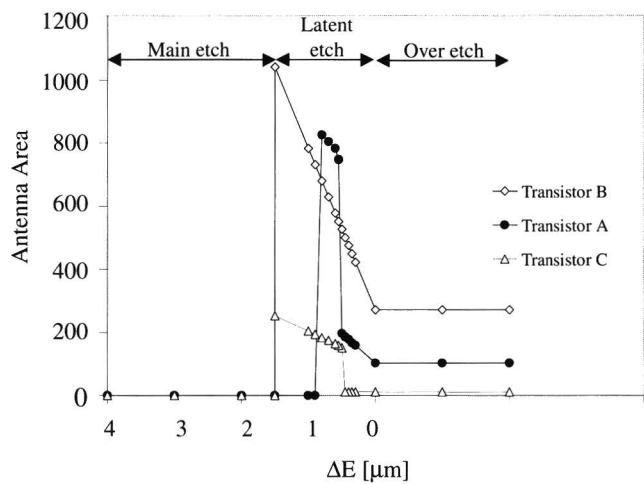 1200
1000
800
600
400
200
0
Antenna Area
Main etch
Latent
etch
Over etch
Transistor B
Transistor A
Transistor C
4 3 2 1 0
ΔE [μm]